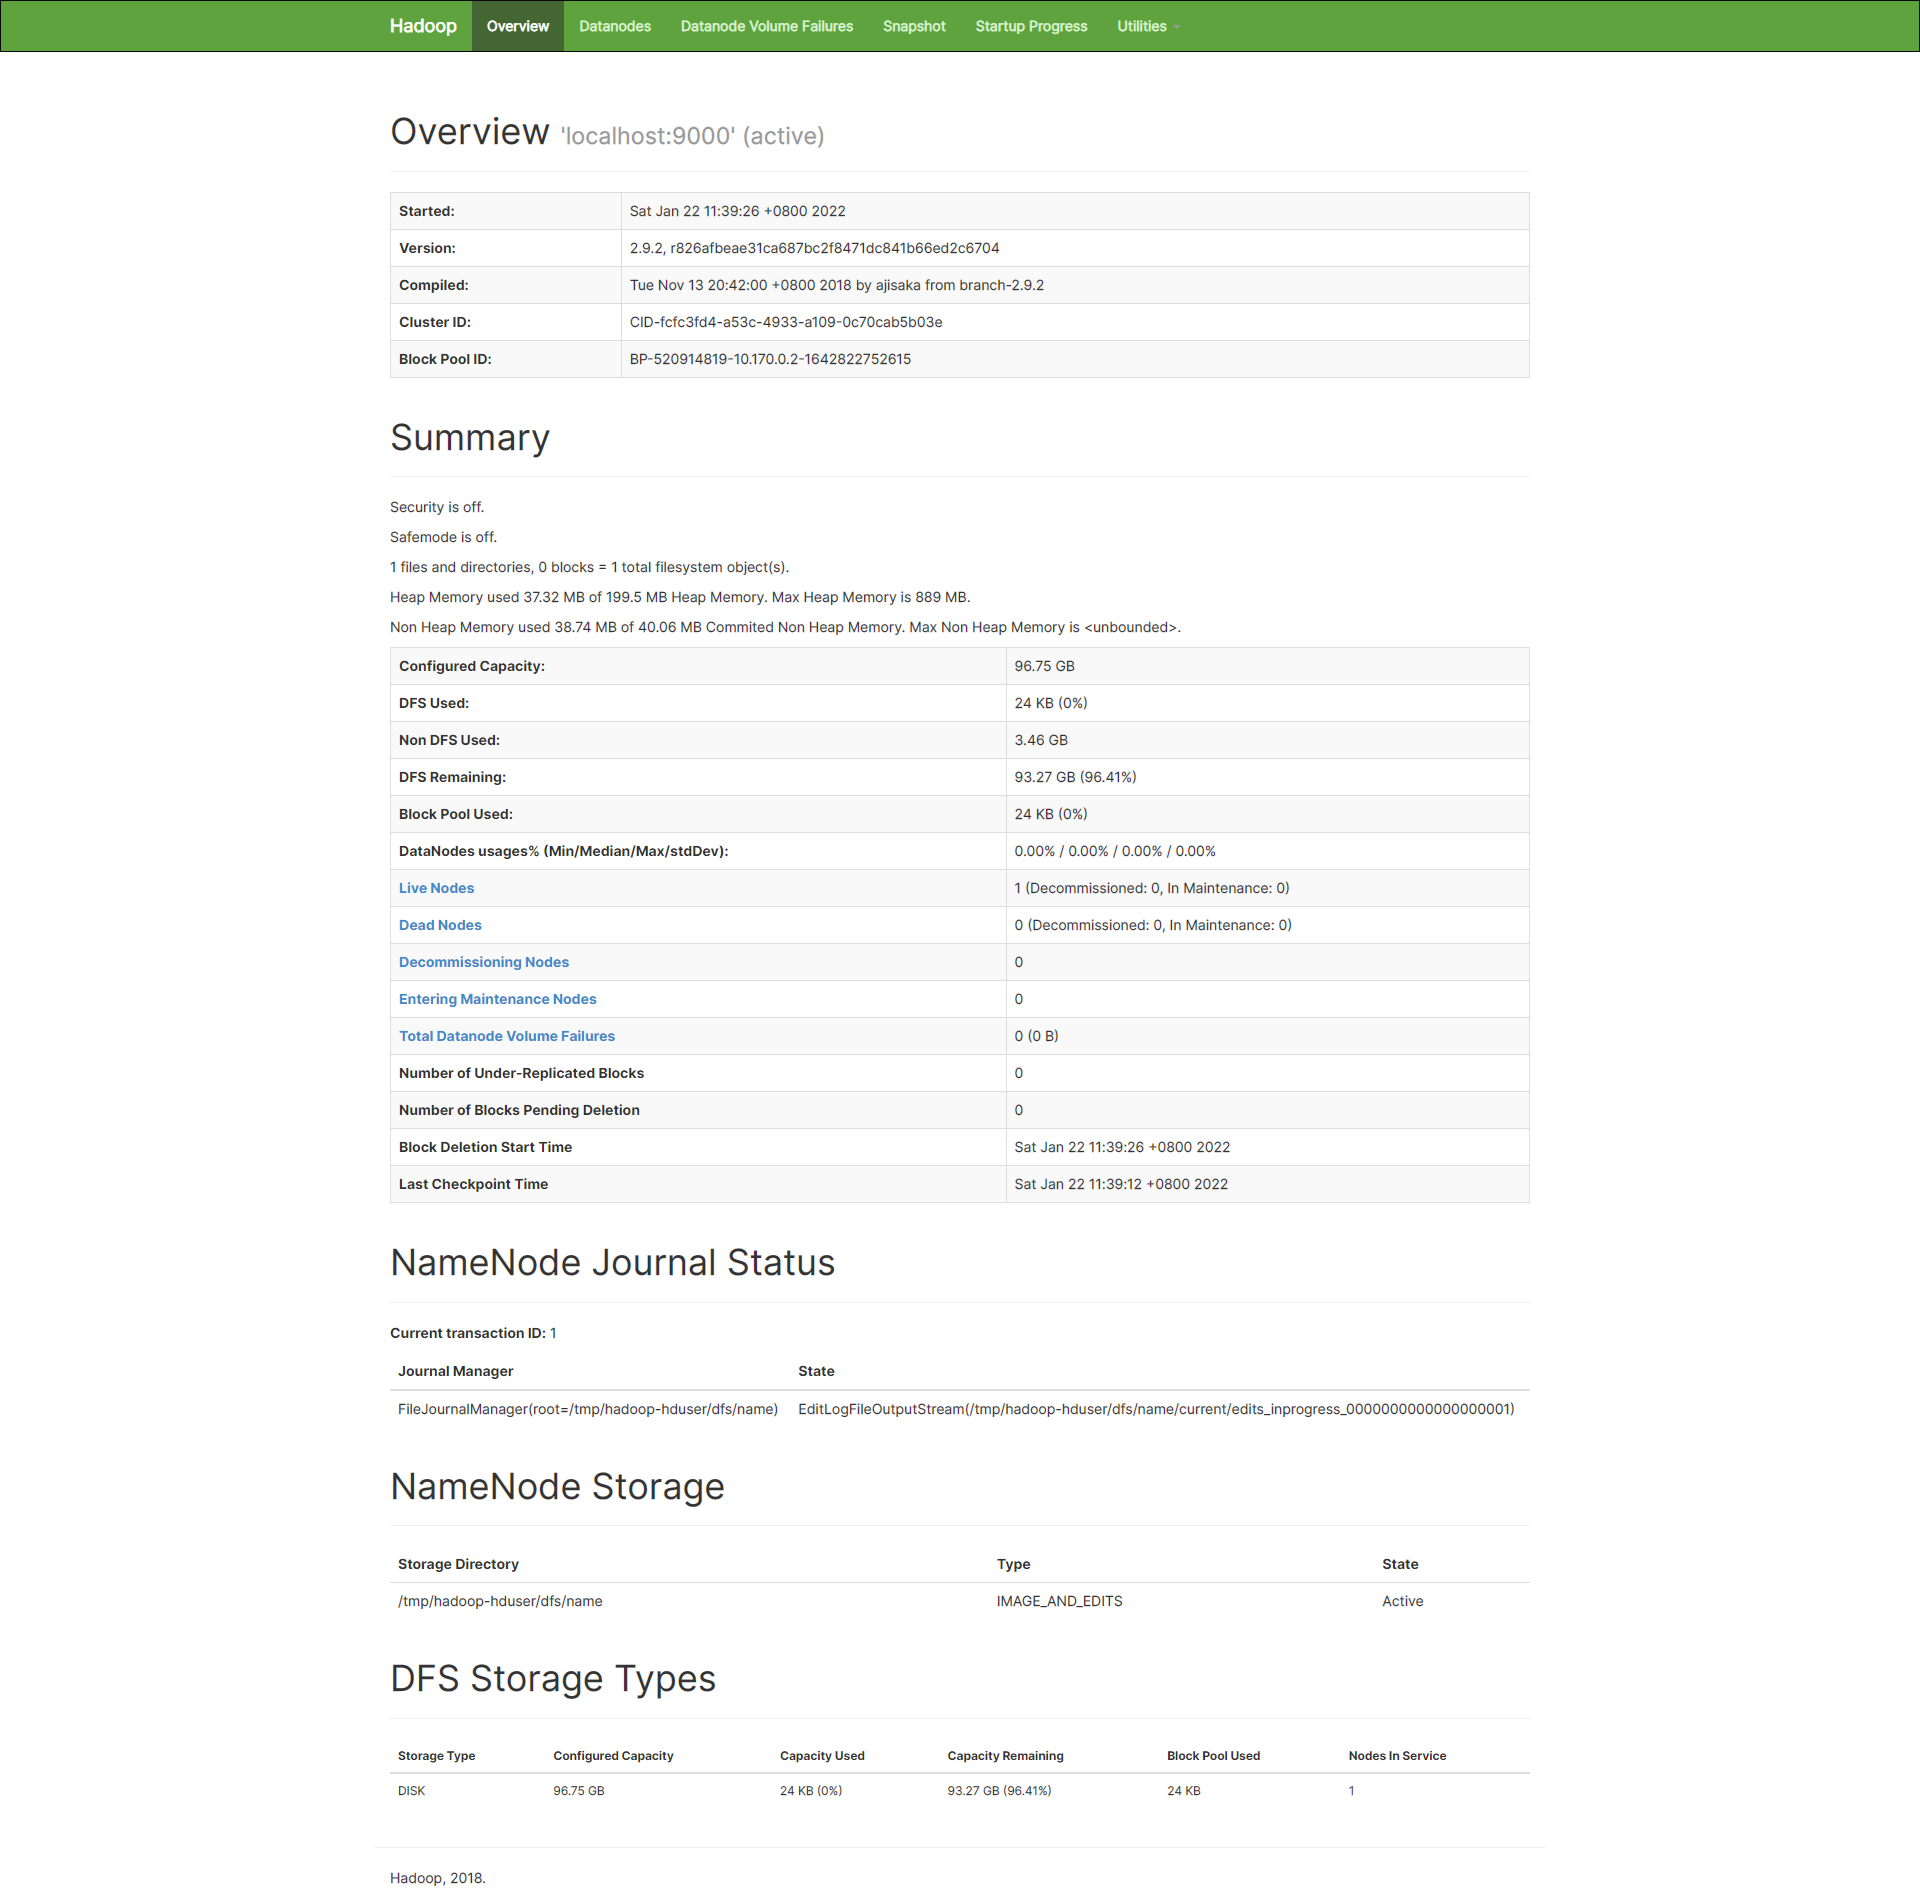 Hadoop Overview Datanodes Datanode Volume Failures Snapshot Startup Progress Utilities
Overview 'localhost:9000' (active)
Started: Sat Jan 22 11:39:26 +0800 2022
Version: 2.9.2, r826afbeae31ca687bc2f8471dc841b66ed2c6704
Compiled: Tue Nov 13 20:42:00 +0800 2018 by ajisaka from branch-2.9.2
Cluster ID: CID-fcfc3fd4-a53c-4933-a109-0c70cab5b03e
Block Pool ID: BP-520914819-10.170.0.2-1642822752615
Summary
Security is off.
Safemode is off.
1 files and directories, 0 blocks = 1 total filesystem object(s).
Heap Memory used 37.32 MB of 199.5 MB Heap Memory. Max Heap Memory is 889 MB.
Non Heap Memory used 38.74 MB of 40.06 MB Commited Non Heap Memory. Max Non Heap Memory is <unbounded>.
Configured Capacity: 96.75 GB
DFS Used: 24 KB (0%)
Non DFS Used: 3.46 GB
DFS Remaining: 93.27 GB (96.41%)
Block Pool Used: 24 KB (0%)
DataNodes usages% (Min/Median/Max/stdDev): 0.00% / 0.00% / 0.00% / 0.00%
Live Nodes 1 (Decommissioned: 0, In Maintenance: 0)
Dead Nodes 0 (Decommissioned: 0, In Maintenance: 0)
Decommissioning Nodes 0
Entering Maintenance Nodes 0
Total Datanode Volume Failures 0 (0 B)
Number of Under-Replicated Blocks 0
Number of Blocks Pending Deletion 0
Block Deletion Start Time Sat Jan 22 11:39:26 +0800 2022
Last Checkpoint Time Sat Jan 22 11:39:12 +0800 2022
NameNode Journal Status
Current transaction ID: 1
Journal Manager State
FileJournalManager(root=/tmp/hadoop-hduser/dfs/name) EditLogFileOutputStream(/tmp/hadoop-hduser/dfs/name/current/edits_inprogress_0000000000000000001)
NameNode Storage
Storage Directory Type State
/tmp/hadoop-hduser/dfs/name IMAGE_AND_EDITS Active
DFS Storage Types
Storage Type Configured Capacity Capacity Used Capacity Remaining Block Pool Used Nodes In Service
DISK 96.75 GB 24 KB (0%) 93.27 GB (96.41%) 24 KB 1
Hadoop, 2018.